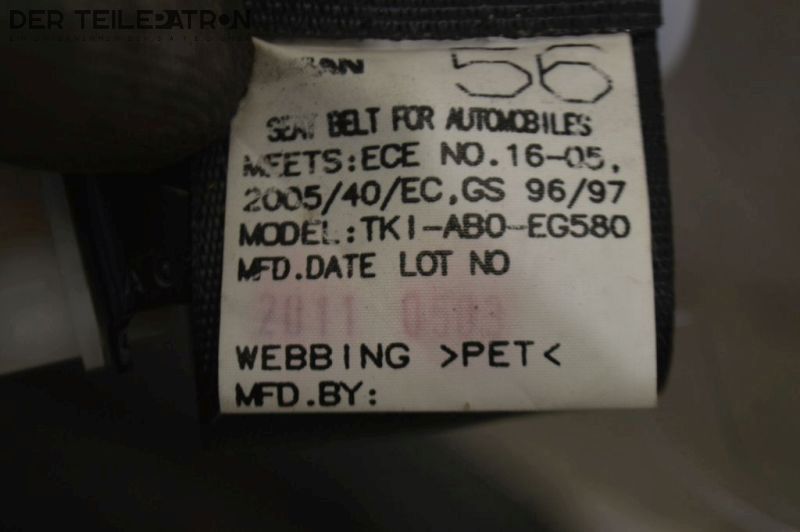 DER TEILEPATRON
56
SEAT BELT FOR AUTOMOBILES
MEETS:ECE NO.16-05,
2005/40/EC,GS 96/97
MODEL:TKI-AB0-EG580
MFD.DATE LOT NO
2011
WEBBING >PET<
MFD.BY: